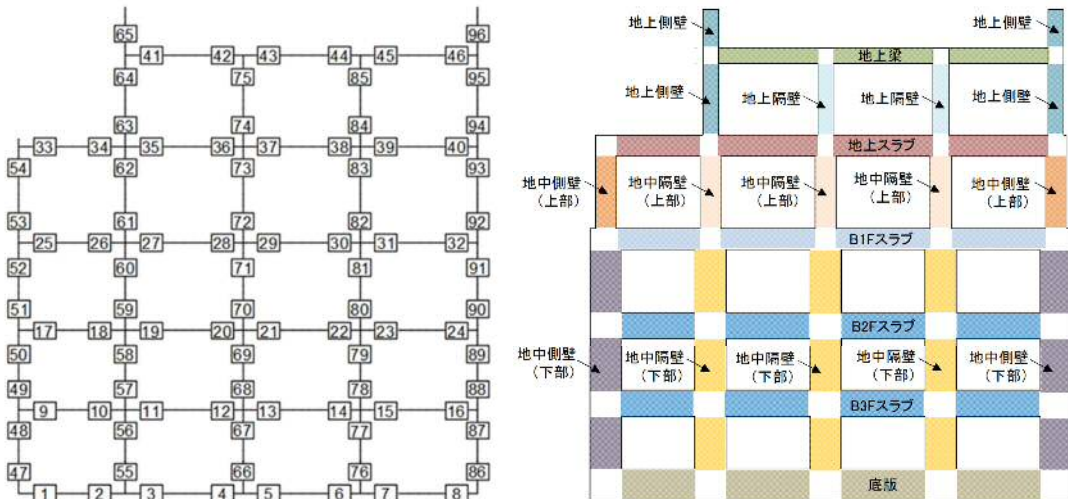 65 96
41 42 43 44 45 46
64 75 85 95
63 74 84 94
33 34 35 36 37 38 39 40
54 62 73 83 93
53 61 72 82 92
25 26 27 28 29 30 31 32
52 60 71 81 91
51 59 70 80 90
17 18 19 20 21 22 23 24
50 58 69 79 89
49 57 68 78 88
9 10 11 12 13 14 15 16
48 56 67 77 87
47 55 66 76 86
1 2 3 4 5 6 7 8
地上側壁 地上側壁
地上梁
地上側壁 地上隔壁 地上隔壁 地上側壁
地上スラブ
地中側壁 地中隔壁 地中隔壁 地中隔壁 地中側壁
(上部) (上部) (上部) (上部) (上部)
B1Fスラブ
B2Fスラブ
地中側壁 地中隔壁 地中隔壁 地中隔壁 地中側壁
(下部) (下部) (下部) (下部) (下部)
B3Fスラブ
底版